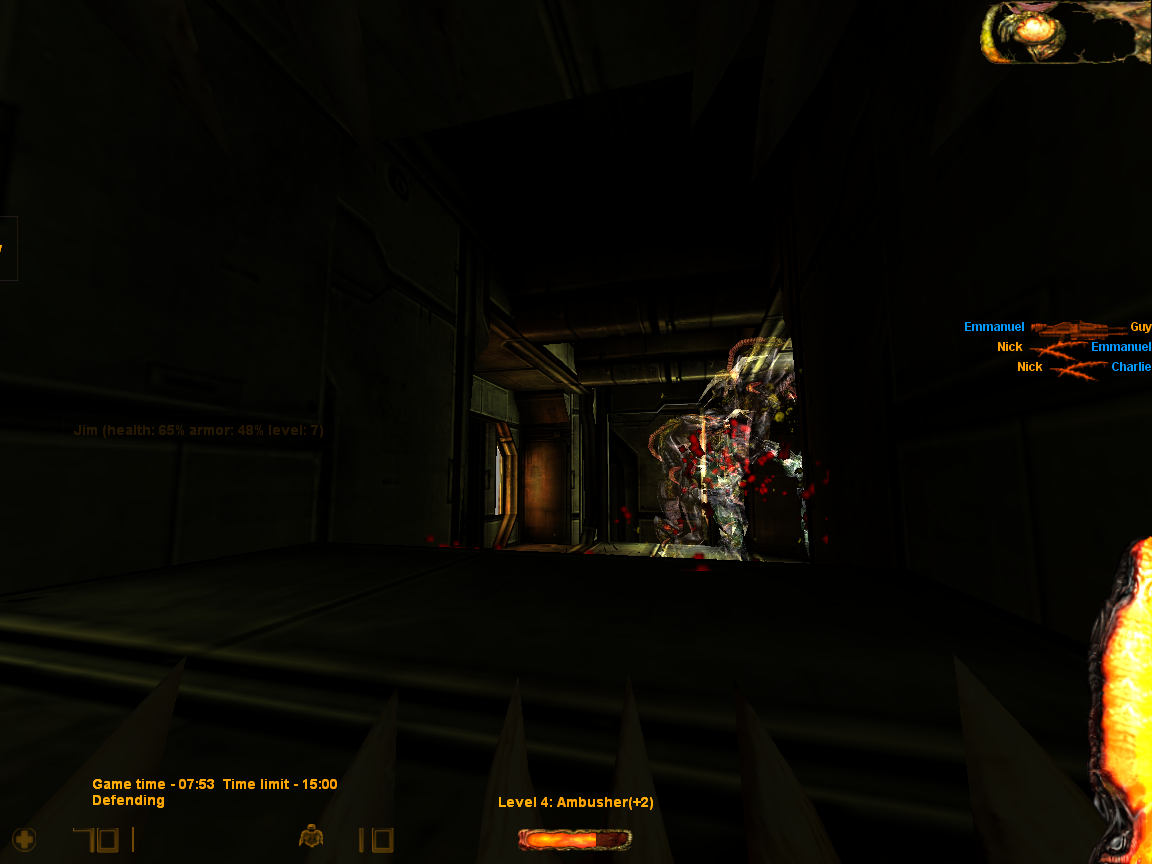 Emmanuel Guy
Nick Emmanuel
Nick Charlie
Jim (health: 65% armor: 48% level: 7)
Game time - 07:53 Time limit - 15:00
Defending
Level 4: Ambusher(+2)
70
10